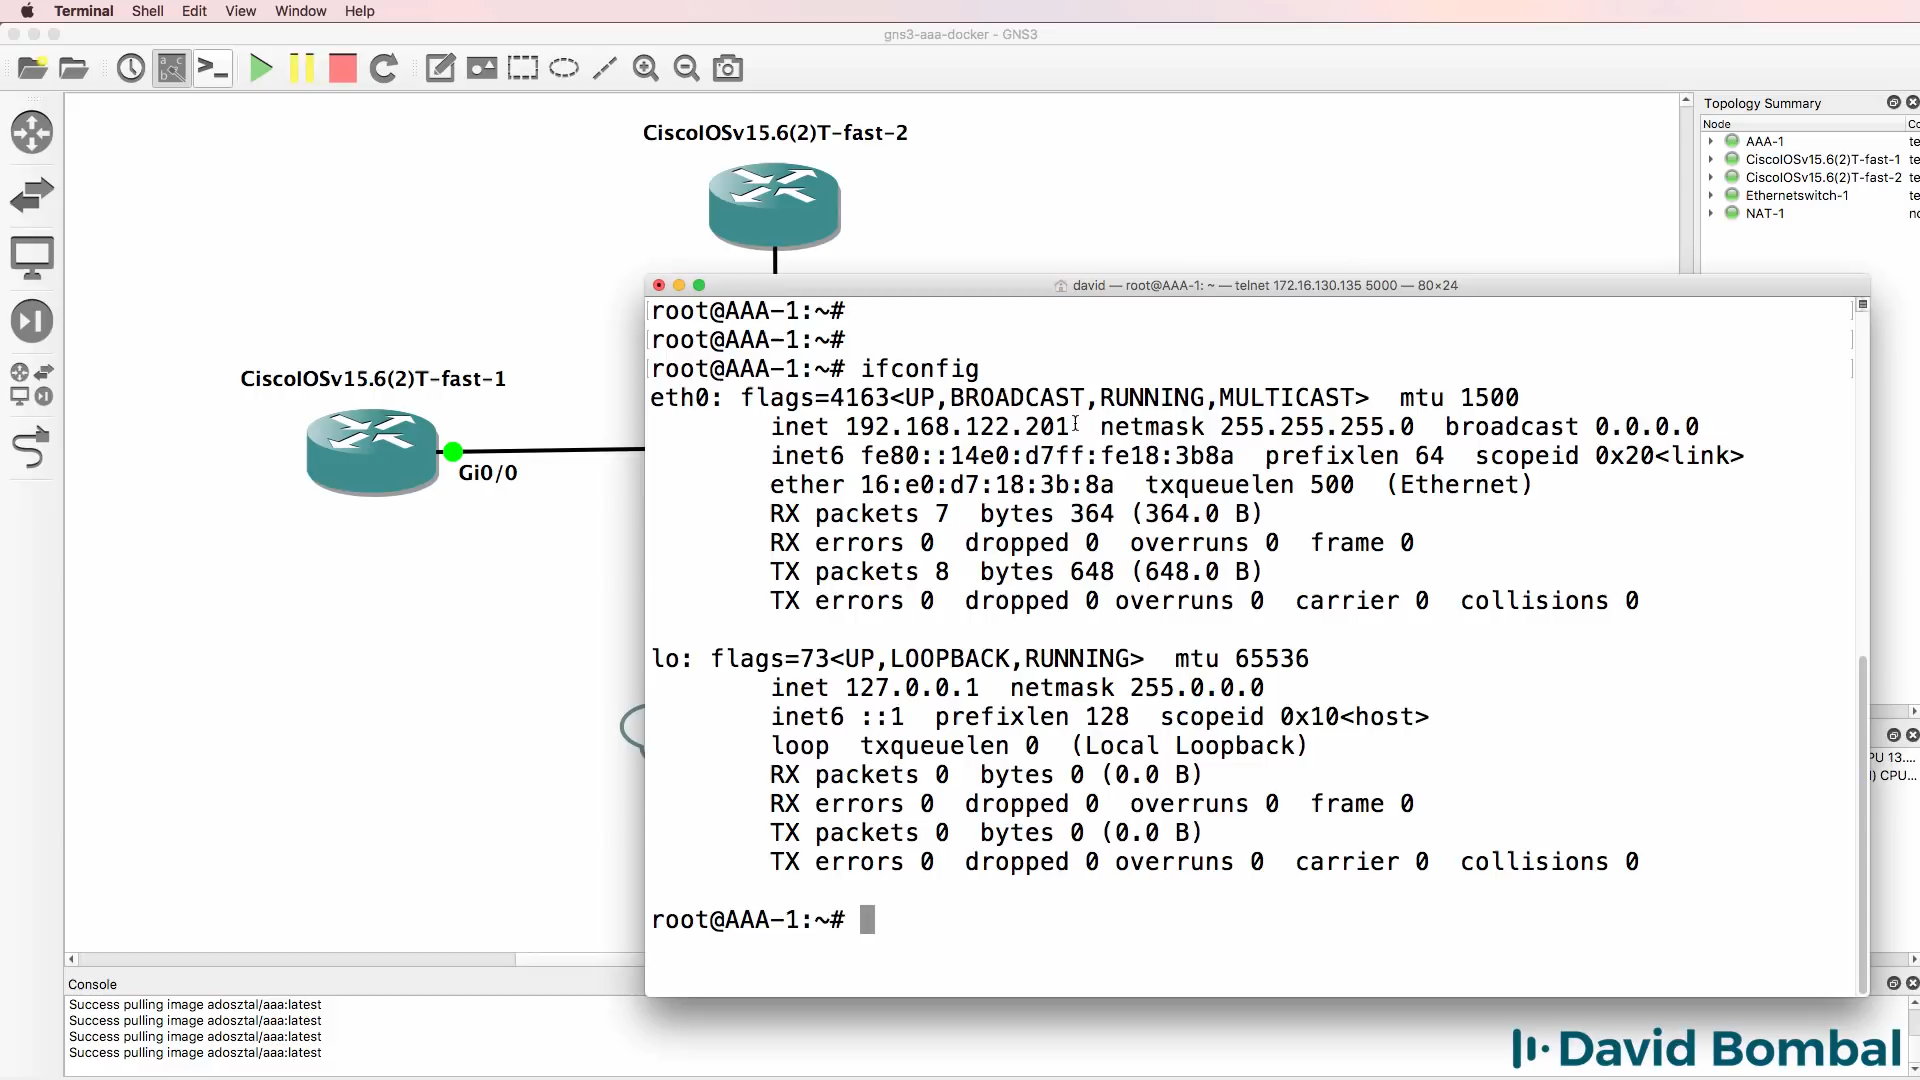 Terminal Shell Edit View Window Help
gns3-aaa-docker - GNS3
CiscoIOSv15.6(2)T-fast-2
CiscoIOSv15.6(2)T-fast-1
Gi0/0
Topology Summary
Node
AAA-1 te
CiscoIOSv15.6(2)T-fast-1 te
CiscoIOSv15.6(2)T-fast-2 te
Ethernetswitch-1 te
NAT-1
david — root@AAA-1: ~ — telnet 172.16.130.135 5000 — 80×24
root@AAA-1:~#
root@AAA-1:~#
root@AAA-1:~# ifconfig
eth0: flags=4163<UP,BROADCAST,RUNNING,MULTICAST> mtu 1500
inet 192.168.122.201 netmask 255.255.255.0 broadcast 0.0.0.0
inet6 fe80::14e0:d7ff:fe18:3b8a prefixlen 64 scopeid 0x20<link>
ether 16:e0:d7:18:3b:8a txqueuelen 500 (Ethernet)
RX packets 7 bytes 364 (364.0 B)
RX errors 0 dropped 0 overruns 0 frame 0
TX packets 8 bytes 648 (648.0 B)
TX errors 0 dropped 0 overruns 0 carrier 0 collisions 0
lo: flags=73<UP,LOOPBACK,RUNNING> mtu 65536
inet 127.0.0.1 netmask 255.0.0.0
inet6 ::1 prefixlen 128 scopeid 0x10<host>
loop txqueuelen 0 (Local Loopback)
RX packets 0 bytes 0 (0.0 B)
RX errors 0 dropped 0 overruns 0 frame 0
TX packets 0 bytes 0 (0.0 B)
TX errors 0 dropped 0 overruns 0 carrier 0 collisions 0
root@AAA-1:~#
PU 13....
) CPU...
Console
Success pulling image adosztal/aaa:latest
Success pulling image adosztal/aaa:latest
Success pulling image adosztal/aaa:latest
Success pulling image adosztal/aaa:latest
David Bombal